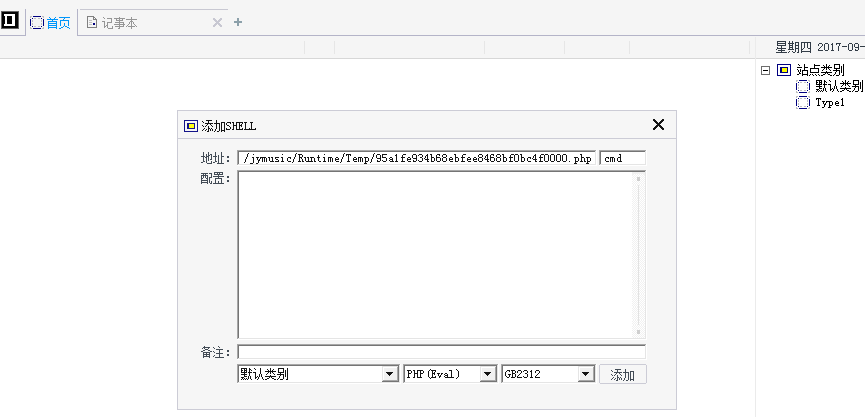 首页
记事本
星期四 2017-09-
站点类别
默认类别
Type1
添加SHELL
地址: /jymusic/Runtime/Temp/95a1fe934b68ebfee8468bf0bc4f0000.php cmd
配置:
备注:
默认类别 PHP(Eval) GB2312 添加